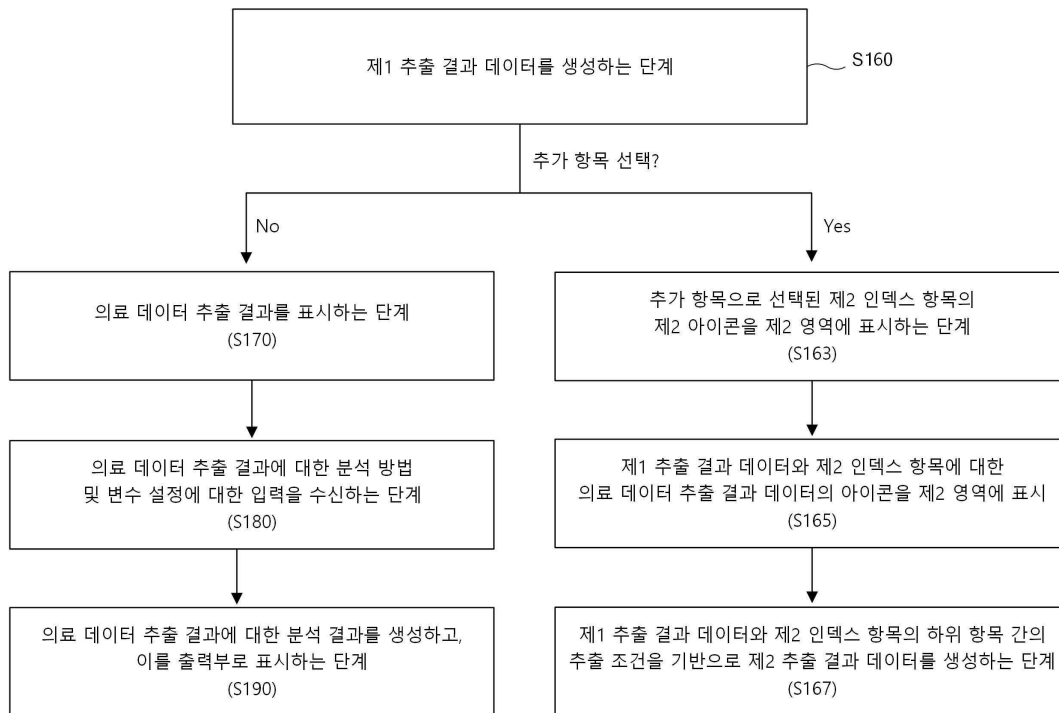 제1 추출 결과 데이터를 생성하는 단계
S160
추가 항목 선택?
No
Yes
의료 데이터 추출 결과를 표시하는 단계
(S170)
추가 항목으로 선택된 제2 인덱스 항목의
제2 아이콘을 제2 영역에 표시하는 단계
(S163)
의료 데이터 추출 결과에 대한 분석 방법
및 변수 설정에 대한 입력을 수신하는 단계
(S180)
제1 추출 결과 데이터와 제2 인덱스 항목에 대한
의료 데이터 추출 결과 데이터의 아이콘을 제2 영역에 표시
(S165)
의료 데이터 추출 결과에 대한 분석 결과를 생성하고,
이를 출력부로 표시하는 단계
(S190)
제1 추출 결과 데이터와 제2 인덱스 항목의 하위 항목 간의
추출 조건을 기반으로 제2 추출 결과 데이터를 생성하는 단계
(S167)